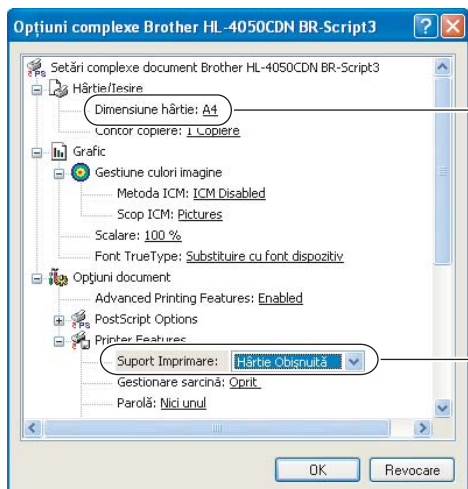 Opțiuni complexe Brother HL-4050CDN BR-Script3
Setări complexe document Brother HL-4050CDN BR-Script3
Hârtie/Iesire
Dimensiune hârtie: A4
Contor copiere: 1 Copiere
Grafic
Gestiune culori imagine
Metoda ICM: ICM Disabled
Scop ICM: Pictures
Scalare: 100 %
Font TrueType: Substituire cu font dispozitiv
Opțiuni document
Advanced Printing Features: Enabled
PostScript Options
Printer Features
Suport Imprimare: Hârtie Obișnuită
Gestionare sarcină: Oprit
Parolă: Nici unul
OK Revocare